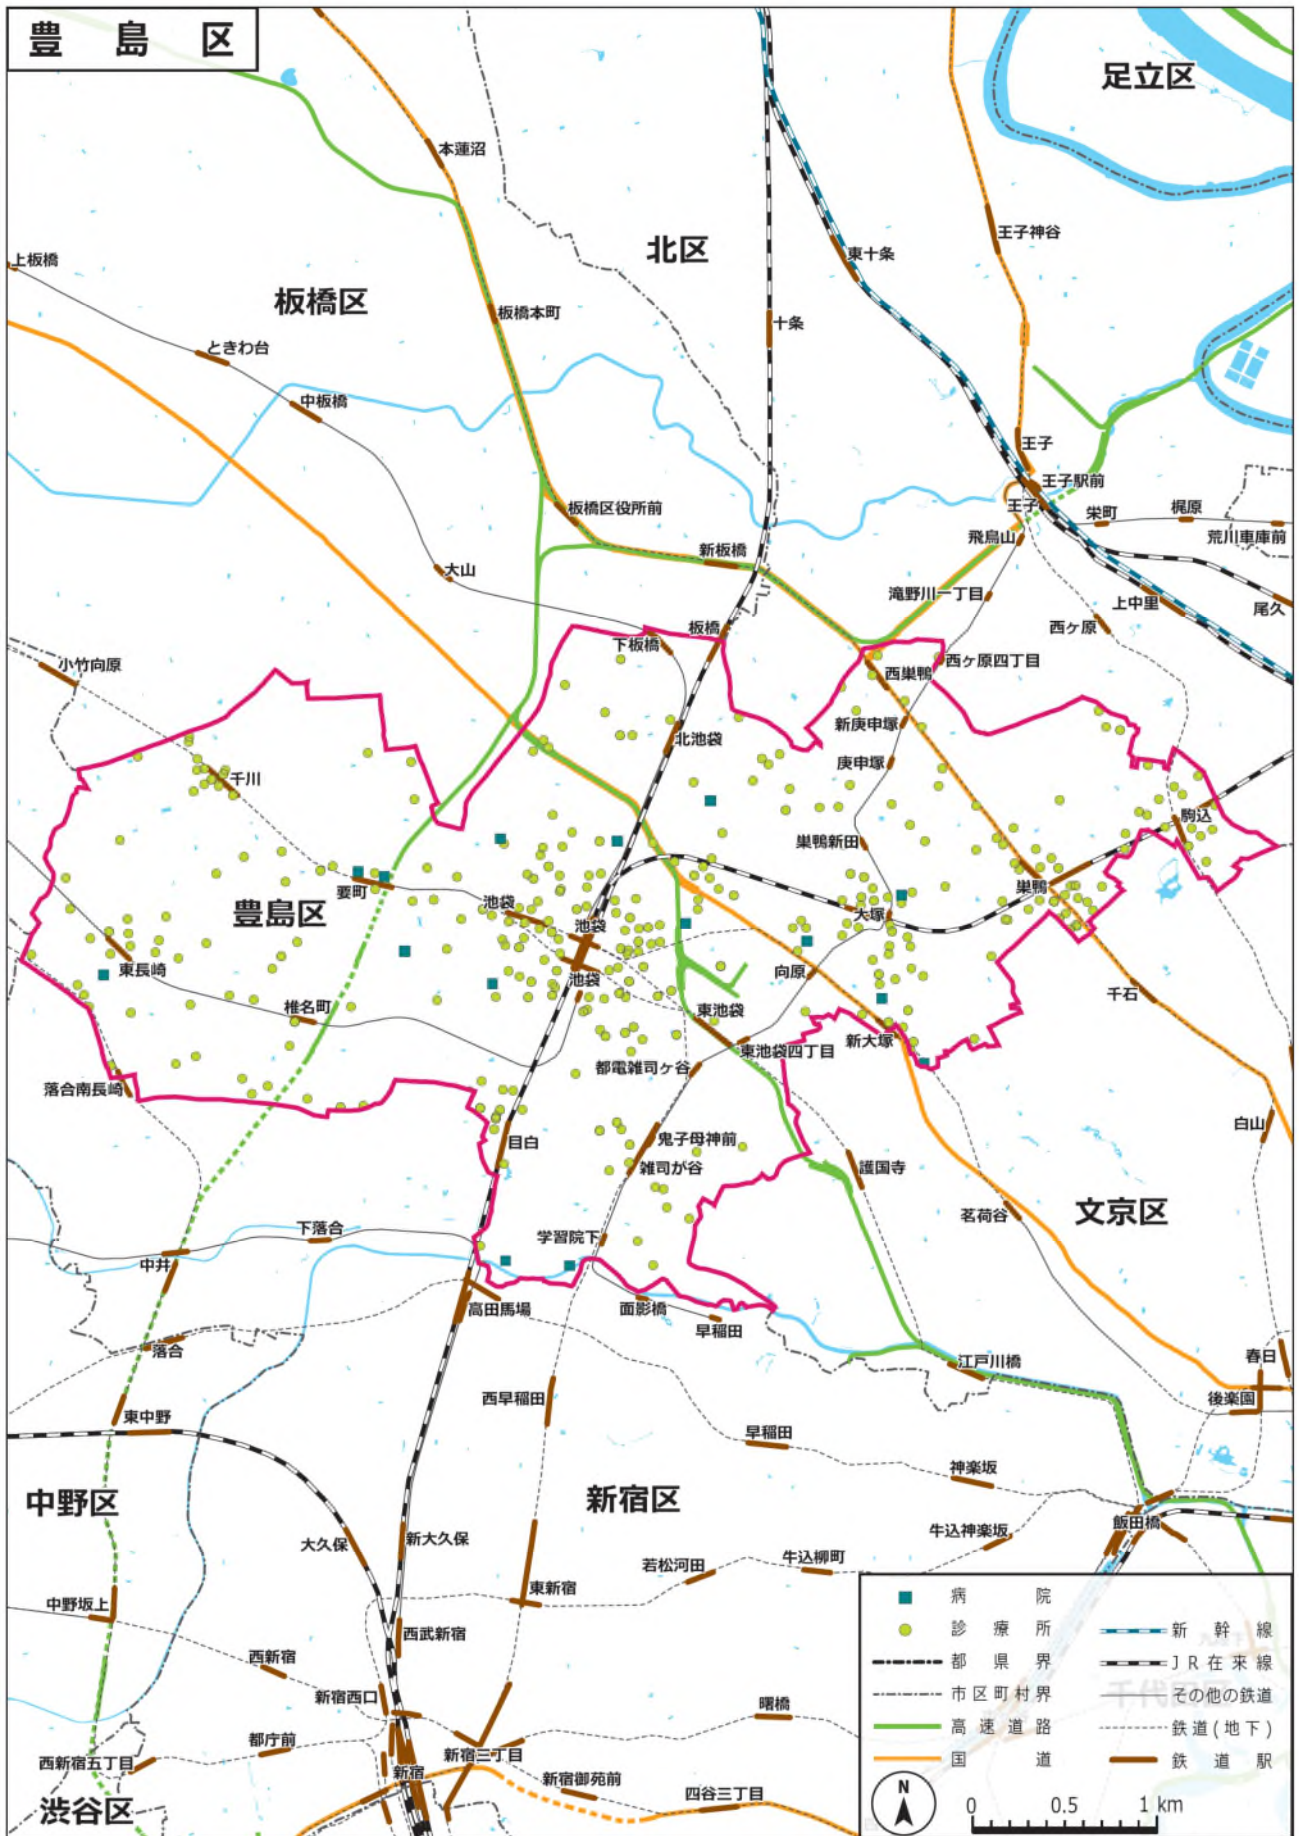 豊島区
足立区
本蓮沼
王子神谷
北区
東十条
上板橋
板橋区
板橋本町
十条
ときわ台
中板橋
王子
王子駅前
王子
板橋区役所前
栄町
梶原
荒川車庫前
飛鳥山
新板橋
大山
滝野川一丁目
上中里
尾久
西ヶ原
板橋
下板橋
小竹向原
西ヶ原四丁目
西巣鴨
新庚申塚
北池袋
庚申塚
千川
駒込
巣鴨新田
要町
巣鴨
池袋
豊島区
大塚
池袋
東長崎
向原
池袋
千石
椎名町
東池袋
新大塚
東池袋四丁目
都電雑司ヶ谷
落合南長崎
白山
目白
鬼子母神前
雑司が谷
護国寺
茗荷谷
文京区
下落合
学習院下
中井
高田馬場
面影橋
早稲田
落合
江戸川橋
春日
西早稲田
後楽園
東中野
早稲田
神楽坂
中野区
新宿区
飯田橋
牛込神楽坂
大久保
新大久保
牛込柳町
若松河田
東新宿
中野坂上
西武新宿
西新宿
新宿西口
曙橋
都庁前
新宿三丁目
西新宿五丁目
新宿
新宿御苑前
四谷三丁目
渋谷区
病院
診療所
都県界
市区町村界
高速道路
国道
新幹線
JR在来線
その他の鉄道
鉄道(地下)
鉄道駅
千代田区
N
0 0.5 1 km